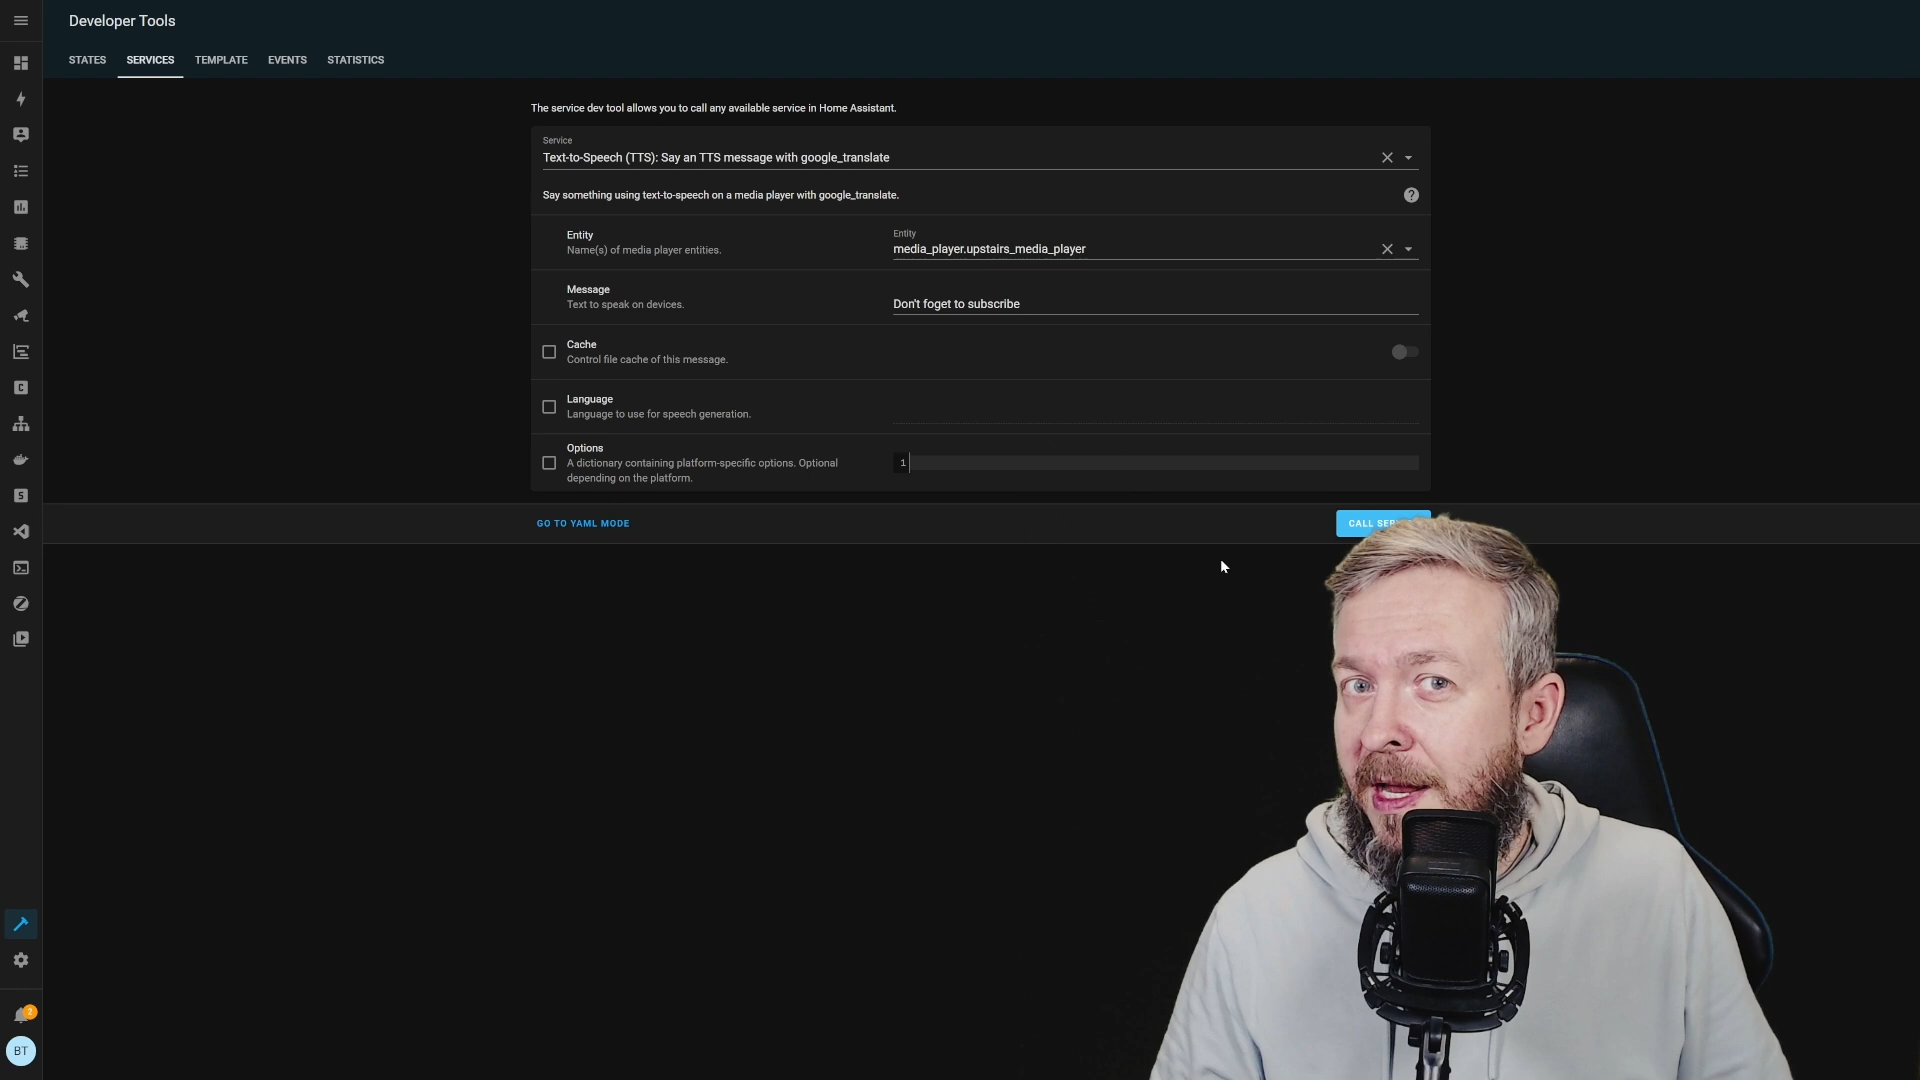 Developer Tools
STATES SERVICES TEMPLATE EVENTS STATISTICS
The service dev tool allows you to call any available service in Home Assistant.
Service
Text-to-Speech (TTS): Say an TTS message with google_translate
Say something using text-to-speech on a media player with google_translate.
Entity
Name(s) of media player entities.
Entity
media_player.upstairs_media_player
Message
Text to speak on devices.
Don't foget to subscribe
Cache
Control file cache of this message.
Language
Language to use for speech generation.
Options
A dictionary containing platform-specific options. Optional
depending on the platform.
1
GO TO YAML MODE
CALL SER
C
5
2
BT